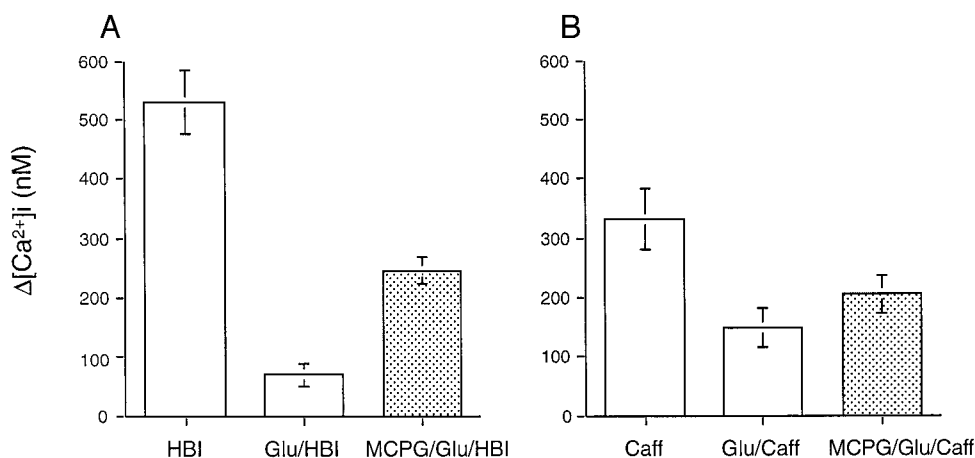 A
B
Δ[Ca2+]i (nM)
600
500
400
300
200
100
0
HBI
Glu/HBI
MCPG/Glu/HBI
600
500
400
300
200
100
0
Caff
Glu/Caff
MCPG/Glu/Caff